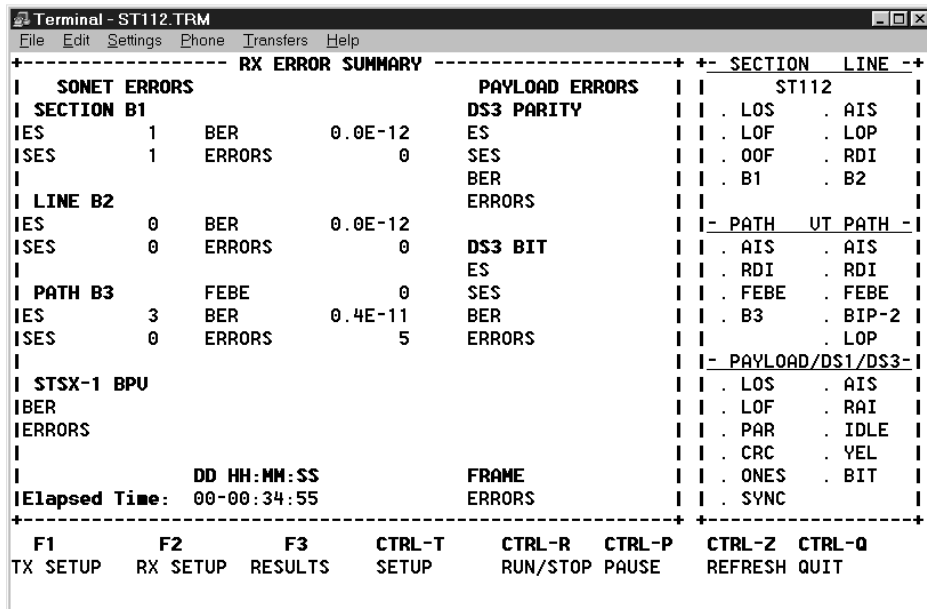 Terminal - ST112.TRM
File Edit Settings Phone Transfers Help
RX ERROR SUMMARY
SECTION LINE
SONET ERRORS PAYLOAD ERRORS ST112
SECTION B1 DS3 PARITY . LOS . AIS
ES 1 BER 0.0E-12 ES . LOF . LOP
SES 1 ERRORS 0 SES . OOF . RDI
BER . B1 . B2
LINE B2 ERRORS
ES 0 BER 0.0E-12 PATH VT PATH
SES 0 ERRORS 0 DS3 BIT . AIS . AIS
ES . RDI . RDI
PATH B3 FEBE 0 SES . FEBE . FEBE
ES 3 BER 0.4E-11 BER . B3 . BIP-2
SES 0 ERRORS 5 ERRORS . LOP
PAYLOAD/DS1/DS3
STSX-1 BPV . LOS . AIS
BER . LOF . RAI
ERRORS . PAR . IDLE
. CRC . YEL
DD HH:MM:SS FRAME . ONES . BIT
Elapsed Time: 00-00:34:55 ERRORS . SYNC
F1 F2 F3 CTRL-T CTRL-R CTRL-P CTRL-Z CTRL-Q
TX SETUP RX SETUP RESULTS SETUP RUN/STOP PAUSE REFRESH QUIT